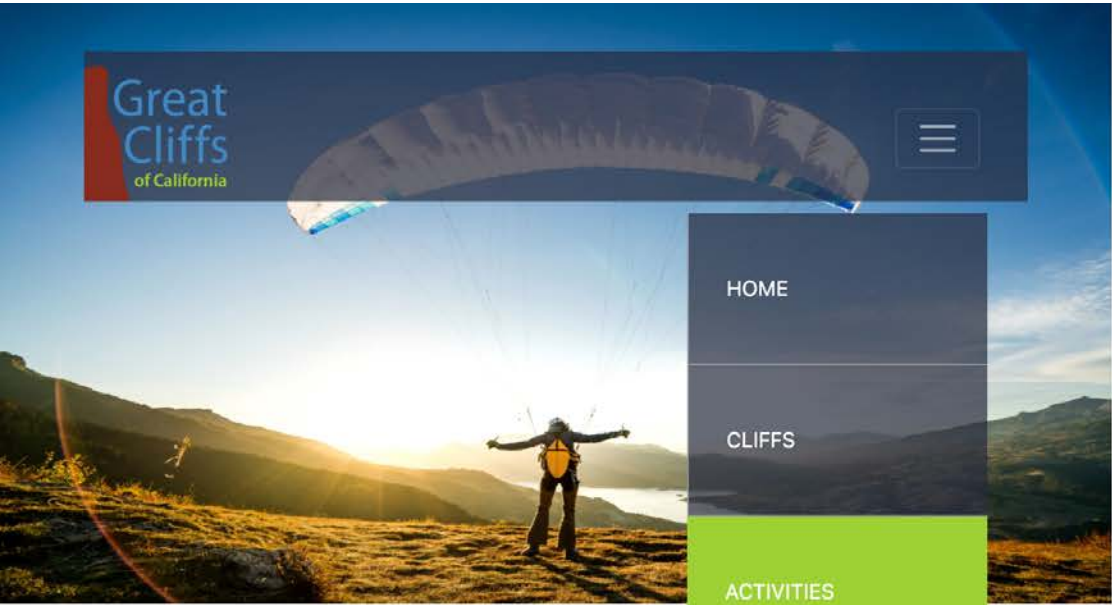 Great
Cliffs
of California
HOME
CLIFFS
ACTIVITIES